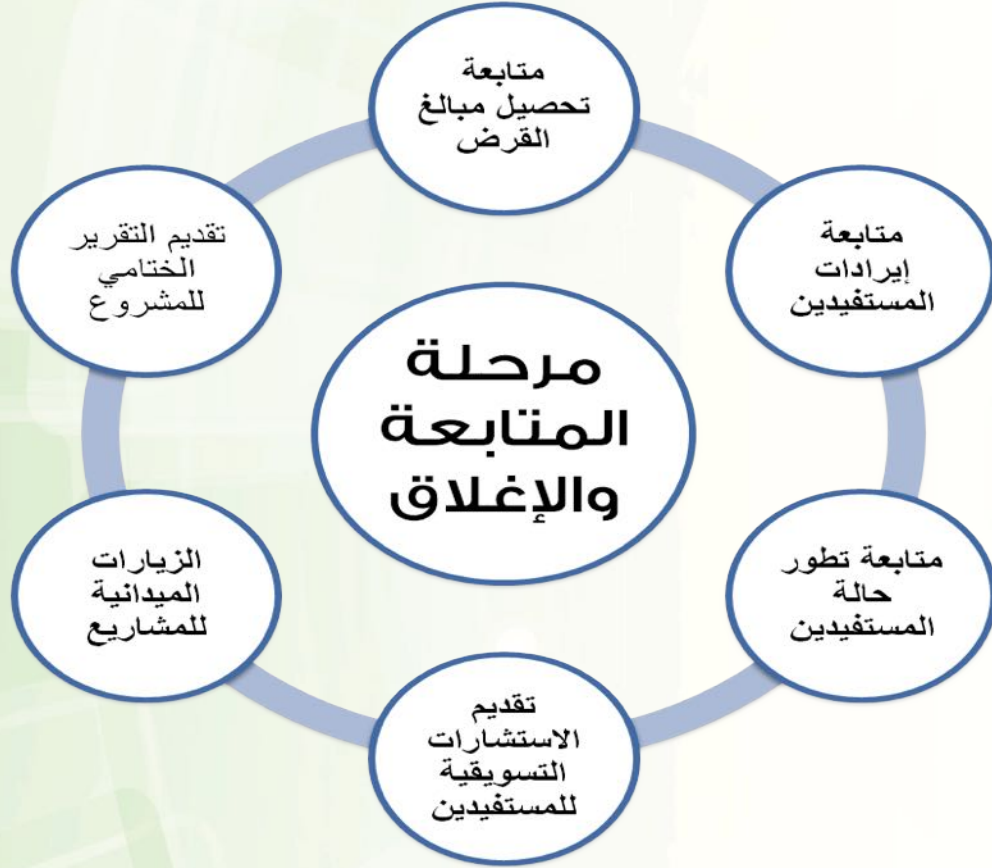 متابعة
تحصيل مبالغ
القرض
متابعة
إيرادات
المستفيدين
متابعة تطور
حالة
المستفيدين
تقديم
الاستشارات
التسويقية
للمستفيدين
الزيارات
الميدانية
للمشاريع
تقديم التقرير
الختامي
للمشروع
مرحلة
المتابعة
والإغلاق